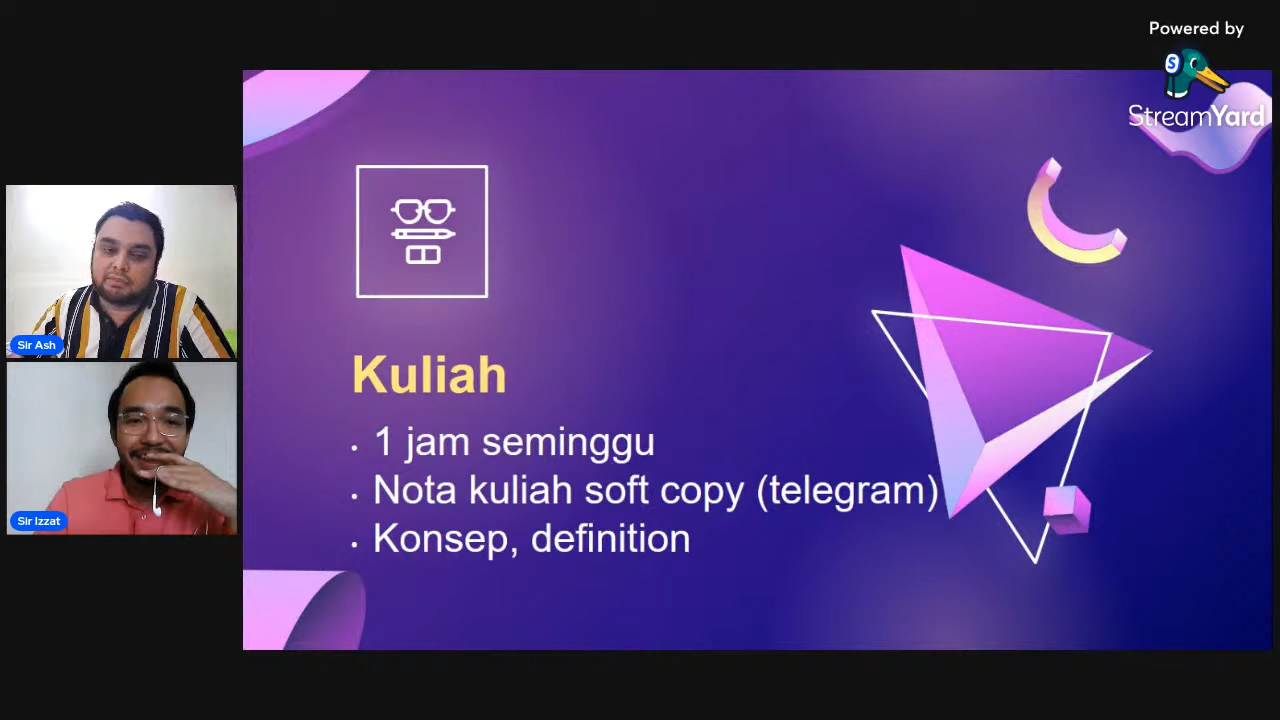 Powered by
StreamYard
Sir Ash
Sir Izzat
Kuliah
• 1 jam seminggu
• Nota kuliah soft copy (telegram)
• Konsep, definition